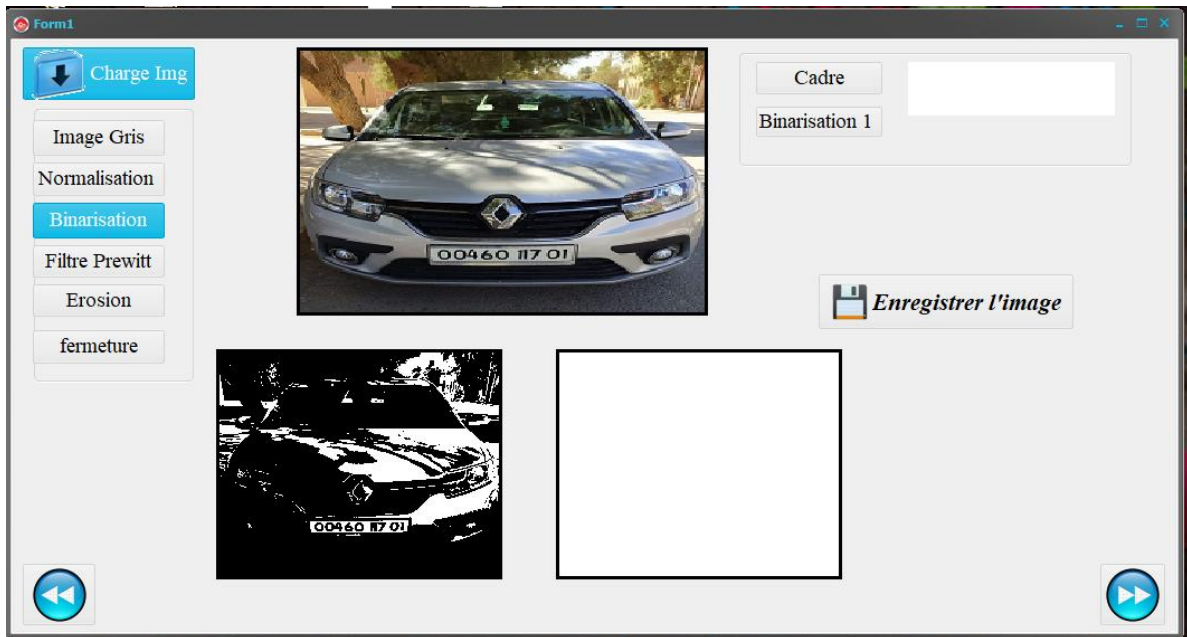 Form1
Charge Img
Image Gris
Normalisation
Binarisation
Filtre Prewitt
Erosion
fermeture
00460 117 01
Cadre
Binarisation 1
Enregistrer l'image
00460 117 01